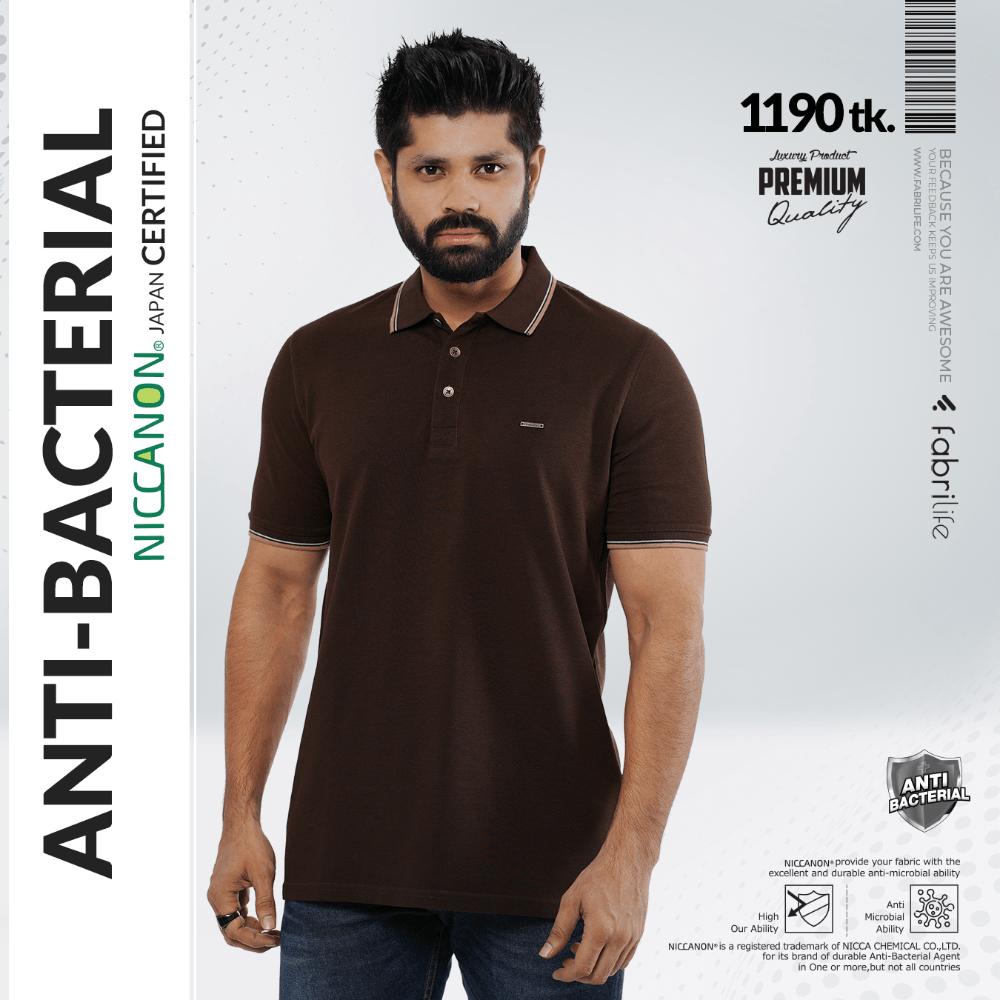 ANTI-BACTERIAL
NICCANON® JAPAN CERTIFIED
1190 tk.
Luxury Product
PREMIUM
Quality
BECAUSE YOU ARE AWESOME
YOUR FEEDBACK KEEPS US IMPROVING
WWW.FABRILIFE.COM
fabrilife
ANTI
BACTERIAL
NICCANON® provide your fabric with the
excellent and durable anti-microbial ability
High
Our Ability
Anti
Microbial
Ability
NICCANON® is a registered trademark of NICCA CHEMICAL CO.,LTD.
for its brand of durable Anti-Bacterial Agent
in One or more,but not all countries